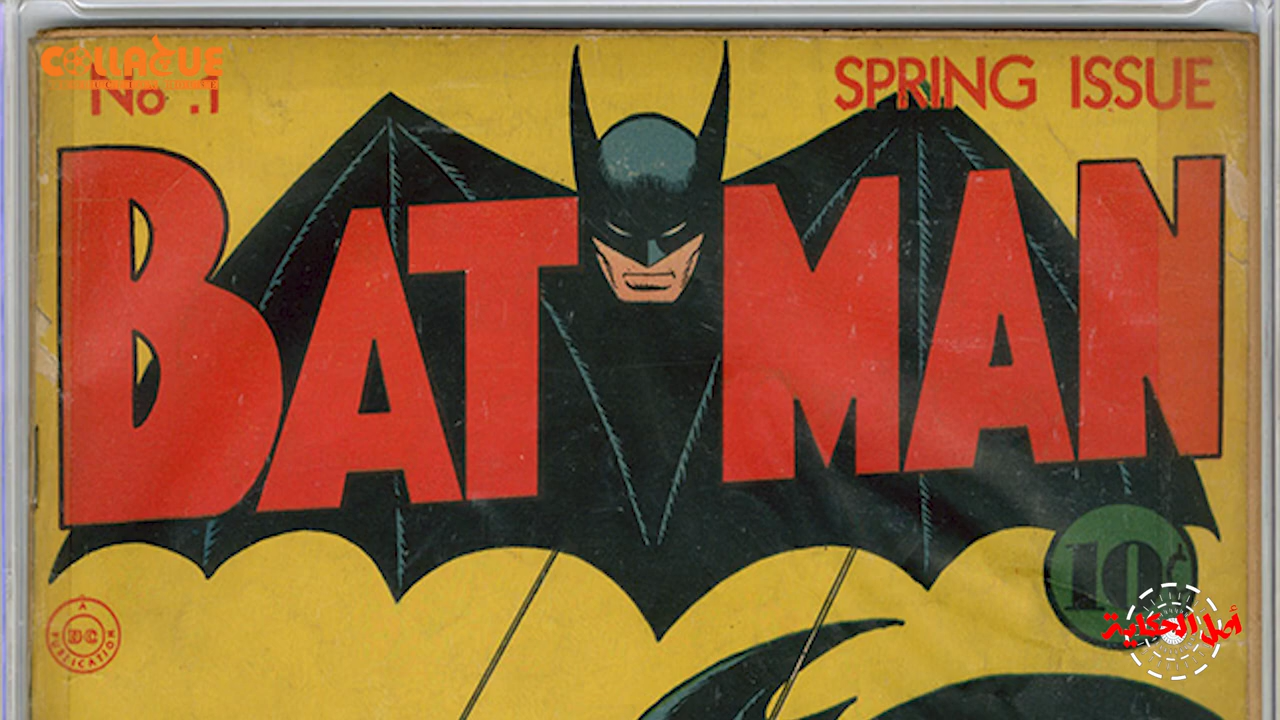 COLLAGUE
No .1
SPRING ISSUE
BATMAN
10¢
A
DC
PUBLICATION
أصل الحكاية